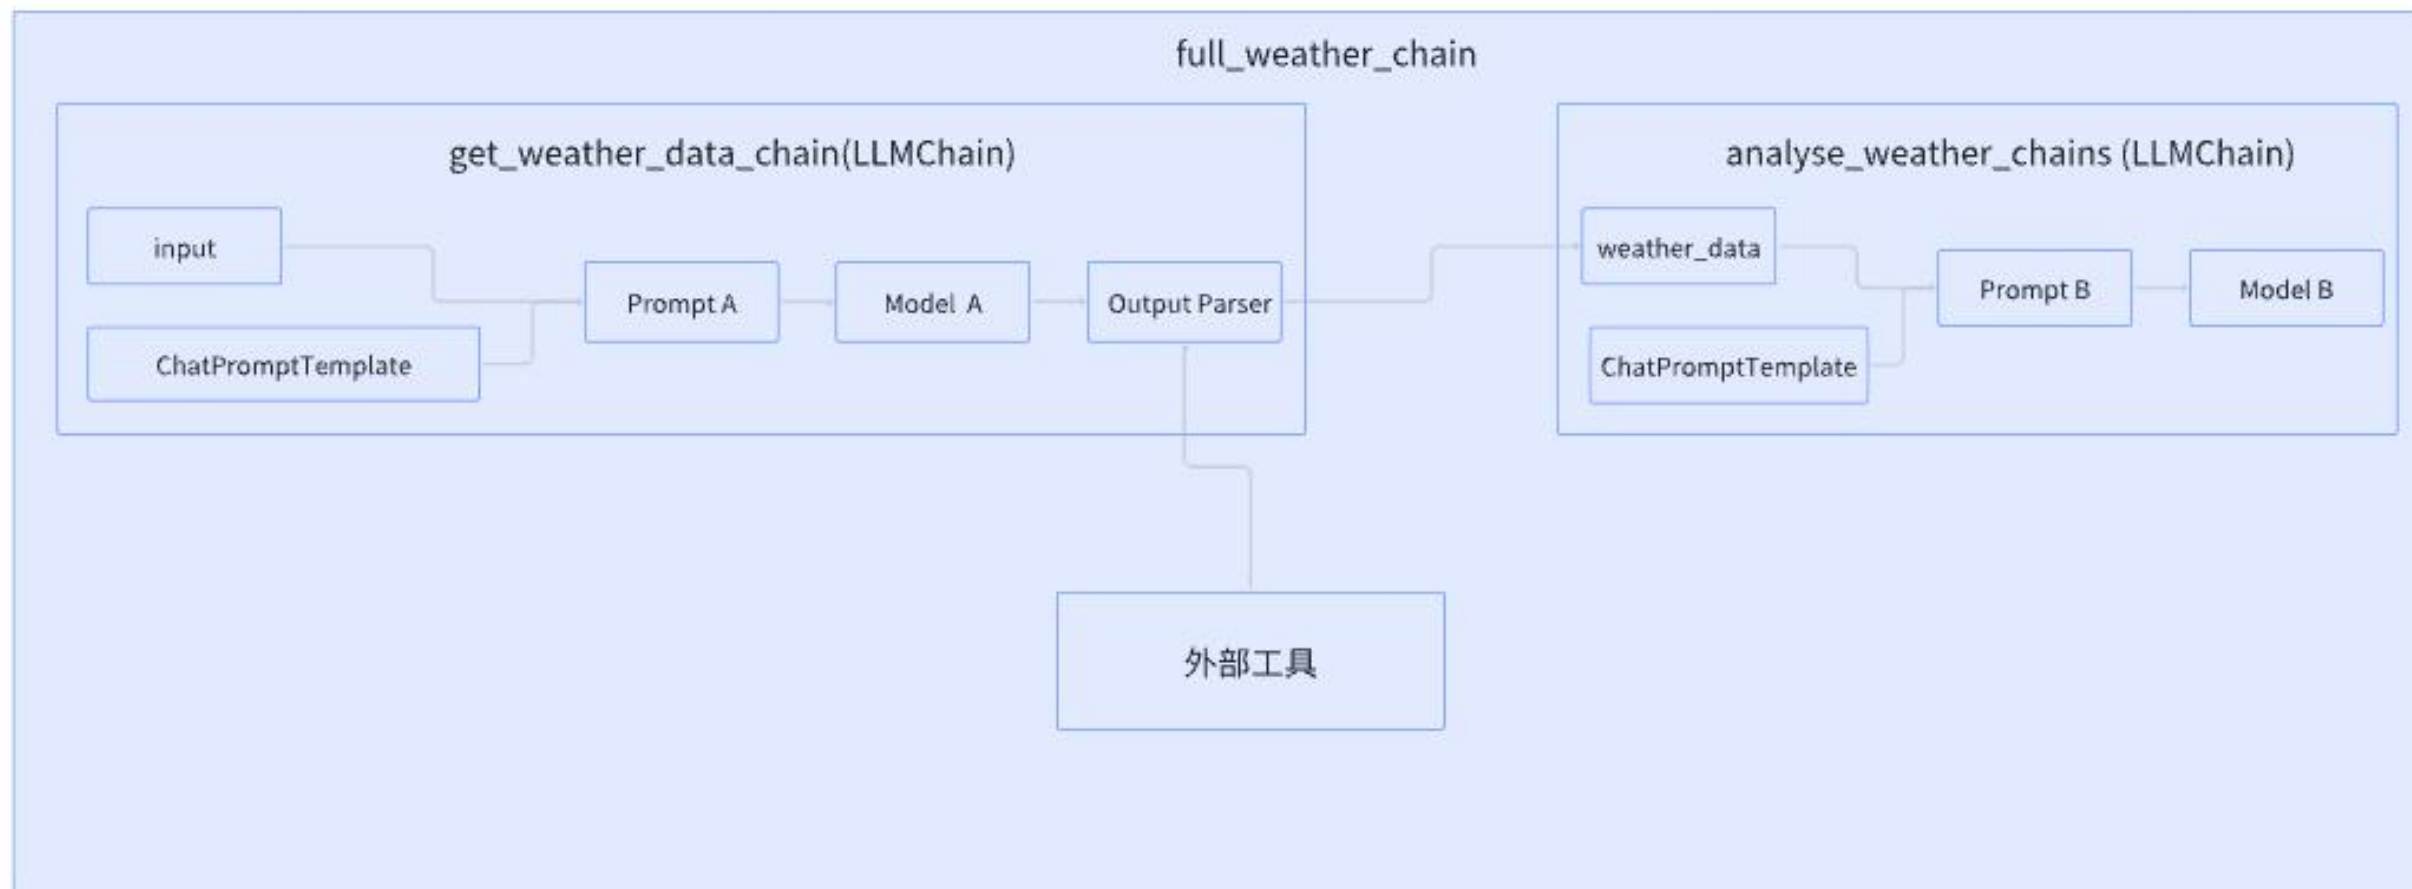 full_weather_chain
get_weather_data_chain(LLMChain)
input
ChatPromptTemplate
Prompt A
Model A
Output Parser
analyse_weather_chains (LLMChain)
weather_data
ChatPromptTemplate
Prompt B
Model B
外部工具